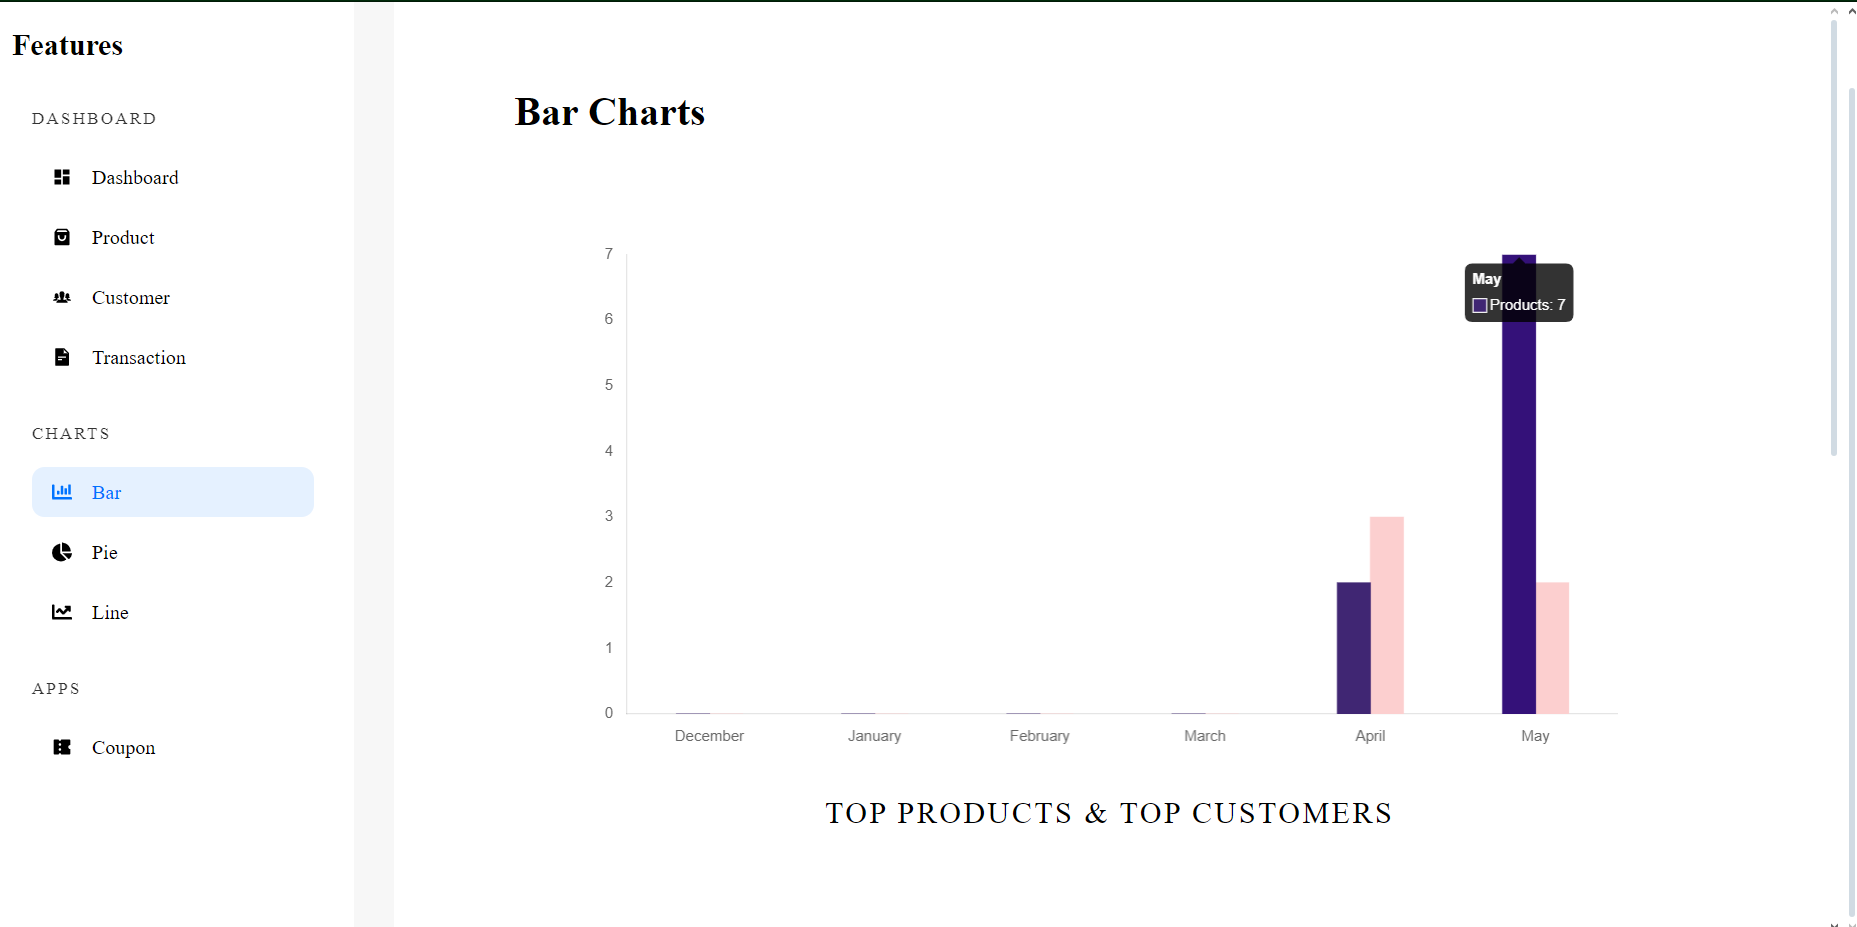 Features
DASHBOARD
Dashboard
Product
Customer
Transaction
CHARTS
Bar
Pie
Line
APPS
Coupon
Bar Charts
7
6
5
4
3
2
1
0
May
Products: 7
December January February March April May
TOP PRODUCTS & TOP CUSTOMERS